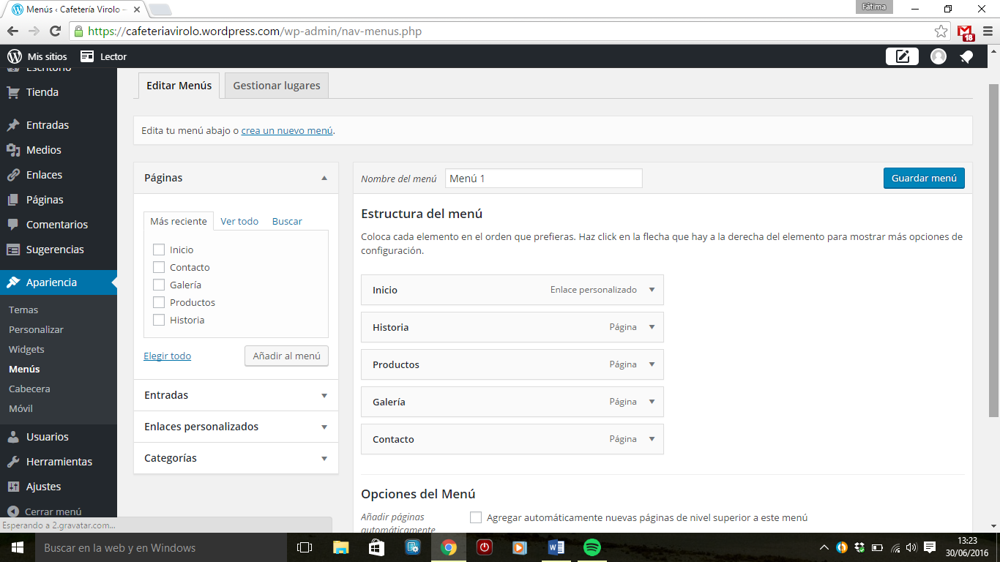 Menús ‹ Cafetería Virolo –
Fátima
https://cafeteriavirolo.wordpress.com/wp-admin/nav-menus.php
18
Mis sitios
Lector
Escritorio
Tienda
Entradas
Medios
Enlaces
Páginas
Comentarios
Sugerencias
Apariencia
Temas
Personalizar
Widgets
Menús
Cabecera
Móvil
Usuarios
Herramientas
Ajustes
Cerrar menú
Esperando a 2.gravatar.com...
Editar Menús
Gestionar lugares
Edita tu menú abajo o crea un nuevo menú.
Páginas
Más reciente
Ver todo
Buscar
Inicio
Contacto
Galería
Productos
Historia
Elegir todo
Añadir al menú
Entradas
Enlaces personalizados
Categorías
Nombre del menú
Menú 1
Guardar menú
Estructura del menú
Coloca cada elemento en el orden que prefieras. Haz click en la flecha que hay a la derecha del elemento para mostrar más opciones de
configuración.
Inicio
Enlace personalizado
Historia
Página
Productos
Página
Galería
Página
Contacto
Página
Opciones del Menú
Añadir páginas
automáticamente
Agregar automáticamente nuevas páginas de nivel superior a este menú
Buscar en la web y en Windows
13:23
30/06/2016